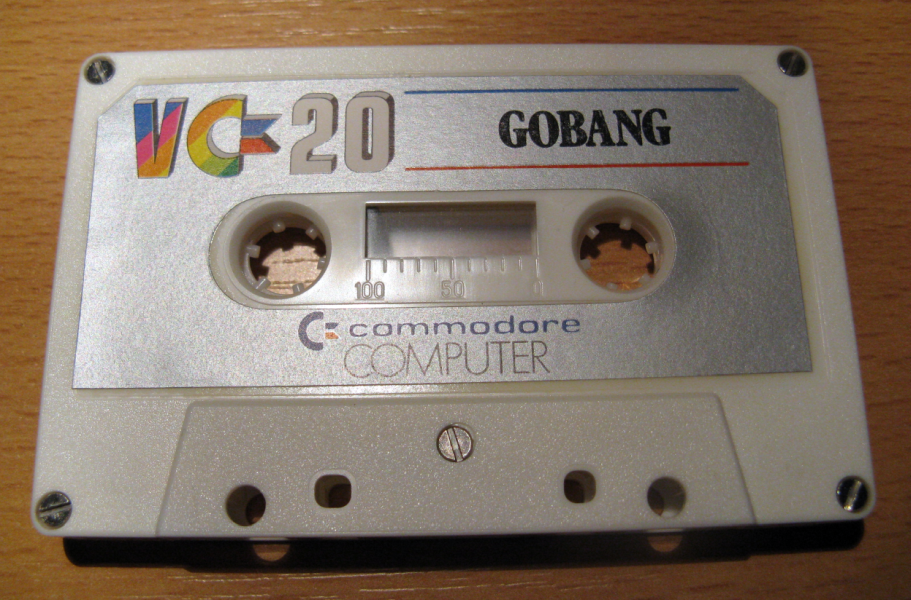 VC 20
GOBANG
100 50 0
commodore
COMPUTER